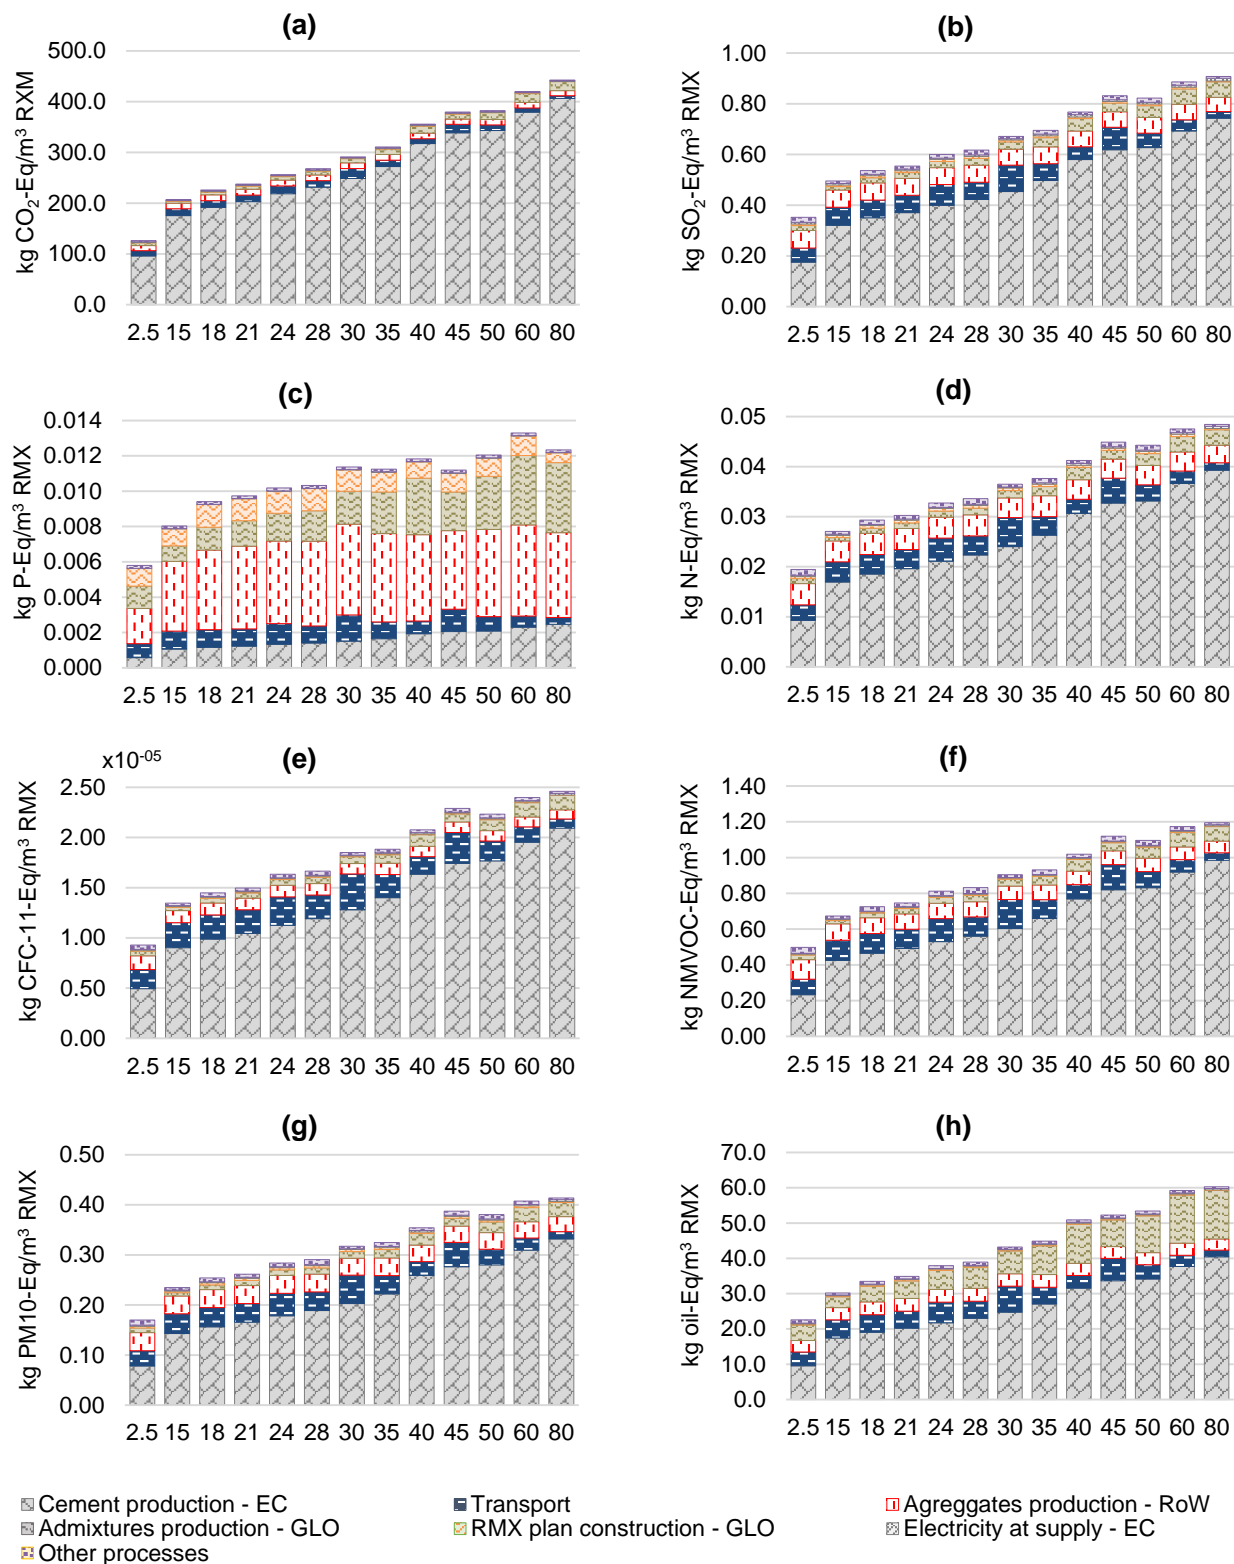 (a)
kg CO2-Eq/m³ RXM
500.0
400.0
300.0
200.0
100.0
0.0
2.5 15 18 21 24 28 30 35 40 45 50 60 80
(b)
kg SO2-Eq/m³ RMX
1.00
0.80
0.60
0.40
0.20
0.00
2.5 15 18 21 24 28 30 35 40 45 50 60 80
(c)
kg P-Eq/m³ RMX
0.014
0.012
0.010
0.008
0.006
0.004
0.002
0.000
2.5 15 18 21 24 28 30 35 40 45 50 60 80
(d)
kg N-Eq/m³ RMX
0.05
0.04
0.03
0.02
0.01
0.00
2.5 15 18 21 24 28 30 35 40 45 50 60 80
(e)
x10-05
kg CFC-11-Eq/m³ RMX
2.50
2.00
1.50
1.00
0.50
0.00
2.5 15 18 21 24 28 30 35 40 45 50 60 80
(f)
kg NMVOC-Eq/m³ RMX
1.40
1.20
1.00
0.80
0.60
0.40
0.20
0.00
2.5 15 18 21 24 28 30 35 40 45 50 60 80
(g)
kg PM10-Eq/m³ RMX
0.50
0.40
0.30
0.20
0.10
0.00
2.5 15 18 21 24 28 30 35 40 45 50 60 80
(h)
kg oil-Eq/m³ RMX
70.0
60.0
50.0
40.0
30.0
20.0
10.0
0.0
2.5 15 18 21 24 28 30 35 40 45 50 60 80
Cement production - EC Transport Agreggates production - RoW
Admixtures production - GLO RMX plan construction - GLO Electricity at supply - EC
Other processes